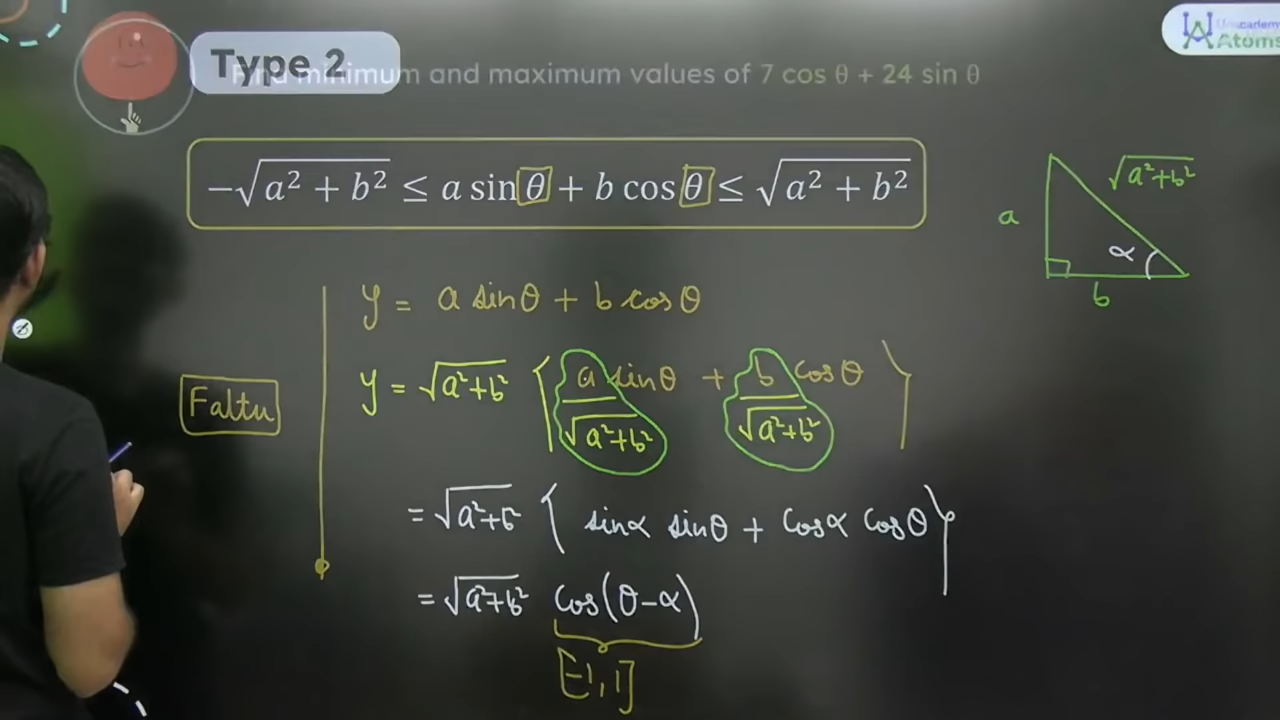 Unacademy
Atoms
Type 2
Find minimum and maximum values of 7 cos θ + 24 sin θ
-√(a² + b²) ≤ a sin θ + b cos θ ≤ √(a² + b²)
a
√(a²+b²)
α
b
y = a sinθ + b cosθ
Faltu
y = √(a²+b²) { a/√(a²+b²) sinθ + b/√(a²+b²) cosθ }
= √(a²+b²) { sinα sinθ + cosα cosθ }
= √(a²+b²) cos(θ-α)
[-1, 1]